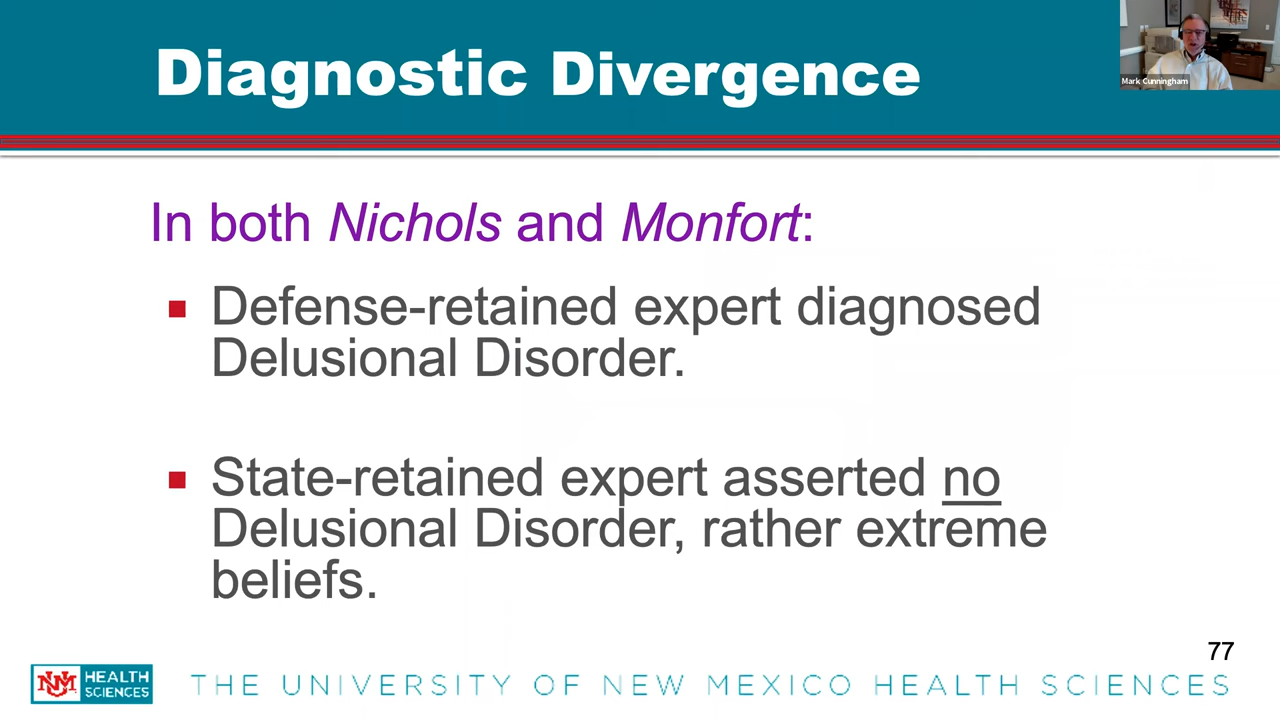 Diagnostic Divergence
Mark Cunningham
In both Nichols and Monfort:
■ Defense-retained expert diagnosed
Delusional Disorder.
■ State-retained expert asserted no
Delusional Disorder, rather extreme
beliefs.
77
UNM HEALTH
SCIENCES
THE UNIVERSITY OF NEW MEXICO HEALTH SCIENCES